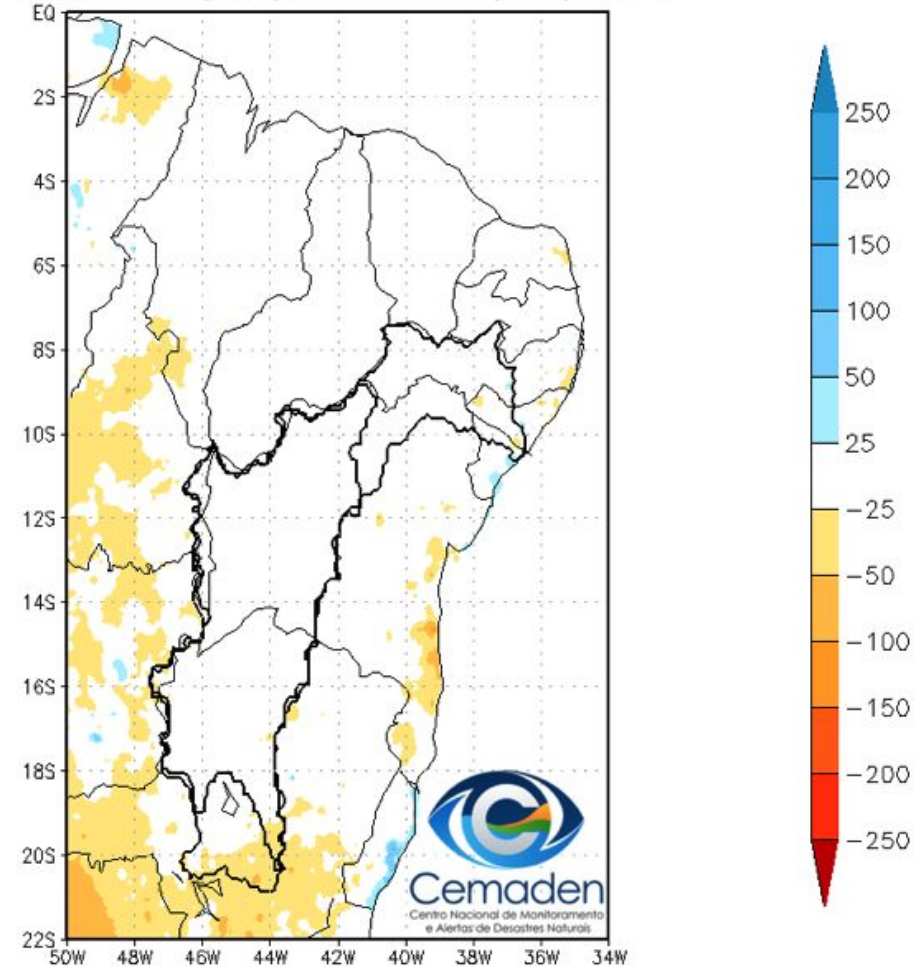 EQ
2S
4S
6S
8S
10S
12S
14S
16S
18S
20S
22S
50W 48W 46W 44W 42W 40W 38W 36W 34W
250
200
150
100
50
25
-25
-50
-100
-150
-200
-250
Cemaden
Centro Nacional de Monitoramento
e Alertas de Desastres Naturais